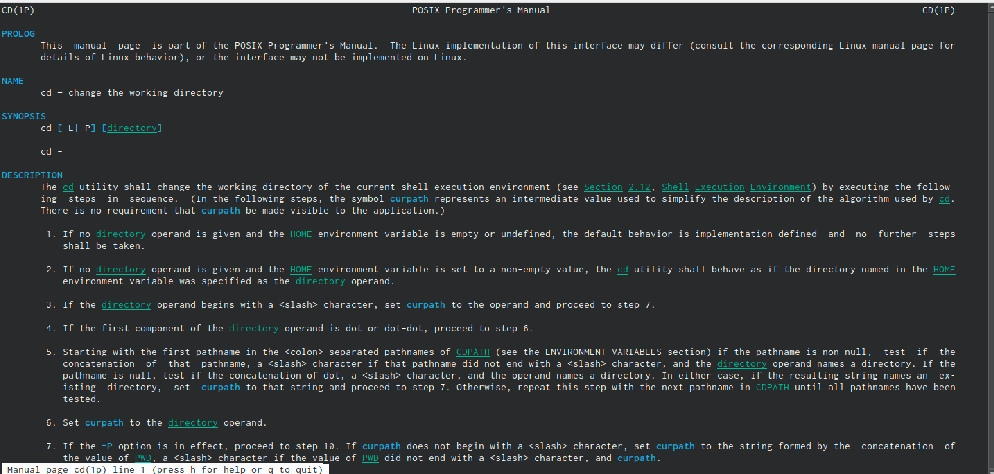 CD(1P) POSIX Programmer's Manual CD(1P)
PROLOG
This manual page is part of the POSIX Programmer's Manual. The Linux implementation of this interface may differ (consult the corresponding Linux manual page for
details of Linux behavior), or the interface may not be implemented on Linux.
NAME
cd - change the working directory
SYNOPSIS
cd [-L|-P] [directory]
cd -
DESCRIPTION
The cd utility shall change the working directory of the current shell execution environment (see Section 2.12, Shell Execution Environment) by executing the follow‐
ing steps in sequence. (In the following steps, the symbol curpath represents an intermediate value used to simplify the description of the algorithm used by cd.
There is no requirement that curpath be made visible to the application.)
1. If no directory operand is given and the HOME environment variable is empty or undefined, the default behavior is implementation-defined and no further steps
shall be taken.
2. If no directory operand is given and the HOME environment variable is set to a non-empty value, the cd utility shall behave as if the directory named in the HOME
environment variable was specified as the directory operand.
3. If the directory operand begins with a <slash> character, set curpath to the operand and proceed to step 7.
4. If the first component of the directory operand is dot or dot-dot, proceed to step 6.
5. Starting with the first pathname in the <colon>-separated pathnames of CDPATH (see the ENVIRONMENT VARIABLES section) if the pathname is non-null, test if the
concatenation of that pathname, a <slash> character if that pathname did not end with a <slash> character, and the directory operand names a directory. If the
pathname is null, test if the concatenation of dot, a <slash> character, and the operand names a directory. In either case, if the resulting string names an ex‐
isting directory, set curpath to that string and proceed to step 7. Otherwise, repeat this step with the next pathname in CDPATH until all pathnames have been
tested.
6. Set curpath to the directory operand.
7. If the -P option is in effect, proceed to step 10. If curpath does not begin with a <slash> character, set curpath to the string formed by the concatenation of
the value of PWD, a <slash> character if the value of PWD did not end with a <slash> character, and curpath.
Manual page cd(1p) line 1 (press h for help or q to quit)